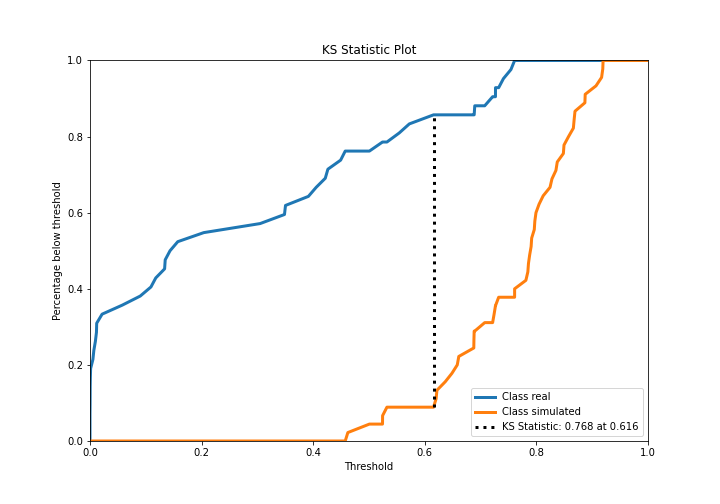 KS Statistic Plot
1.0
0.8
0.6
0.4
0.2
0.0
Percentage below threshold
0.0 0.2 0.4 0.6 0.8 1.0
Threshold
Class real
Class simulated
KS Statistic: 0.768 at 0.616